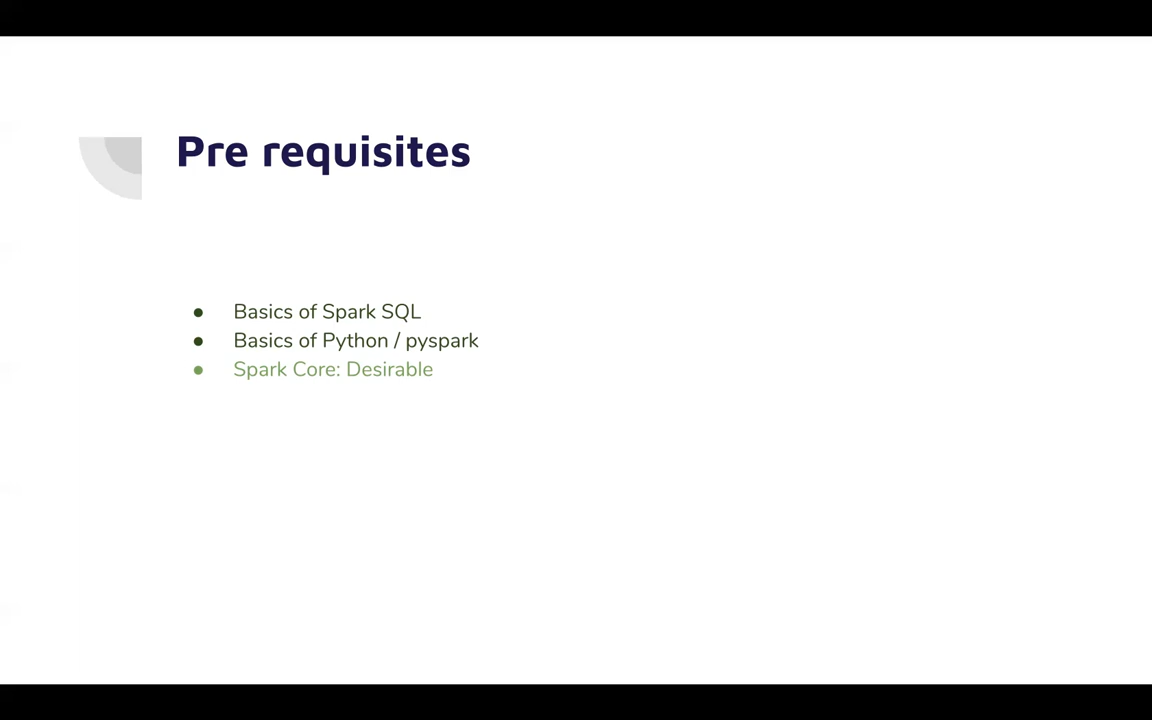 Pre requisites
● Basics of Spark SQL
● Basics of Python / pyspark
● Spark Core: Desirable